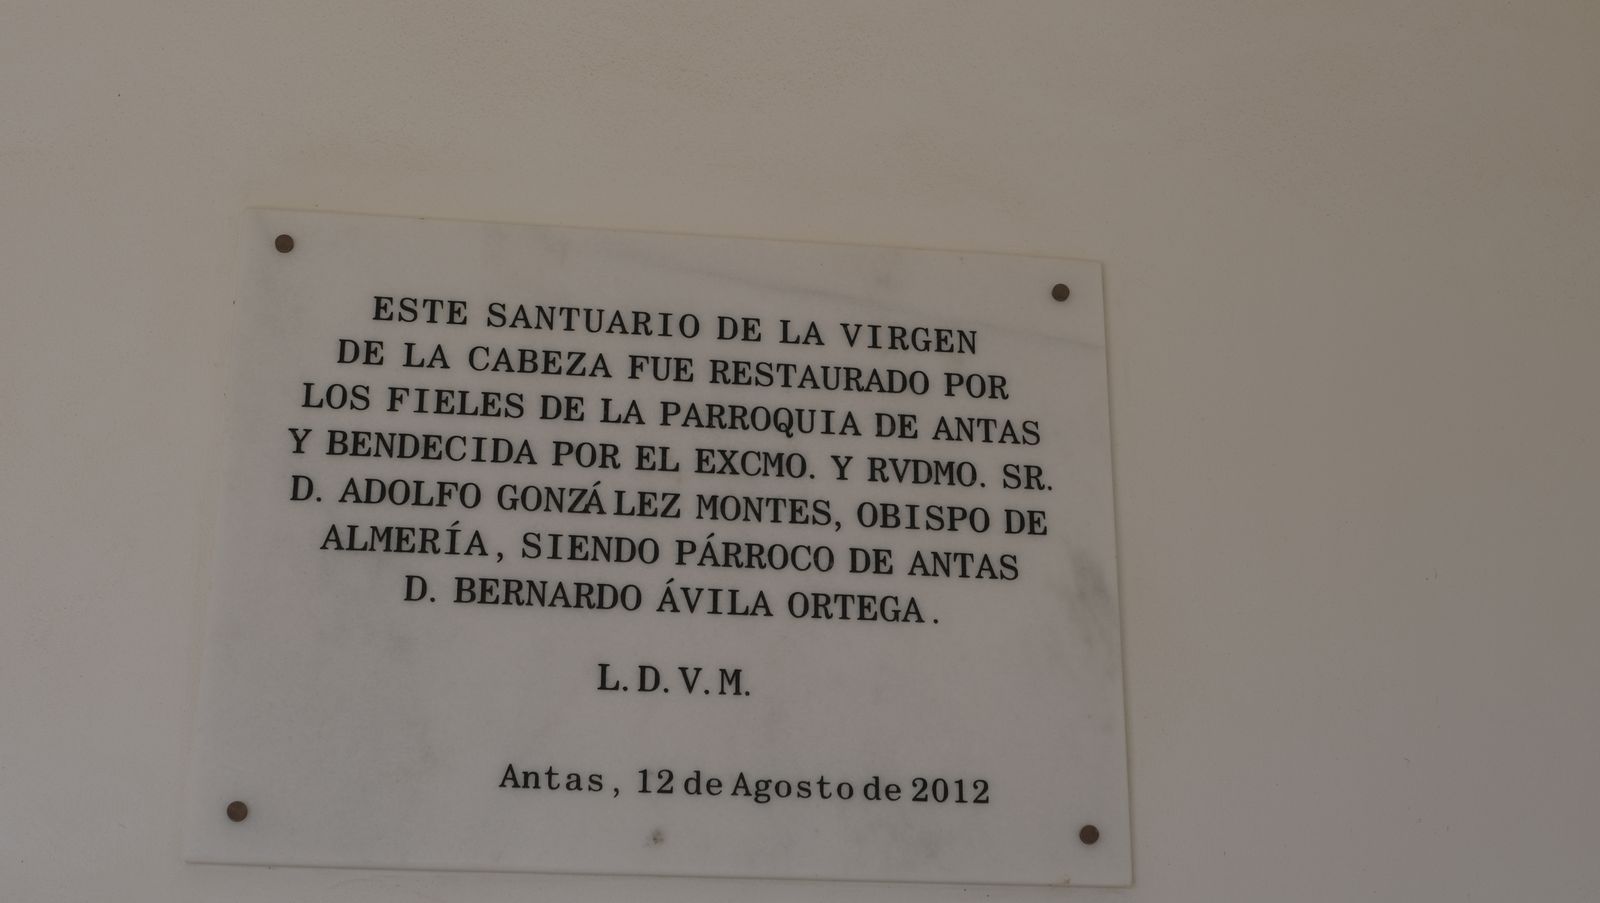 ESTE SANTUARIO DE LA VIRGEN
DE LA CABEZA FUE RESTAURADO POR
LOS FIELES DE LA PARROQUIA DE ANTAS
Y BENDECIDA POR EL EXCMO. Y RVDMO. SR.
D. ADOLFO GONZÁLEZ MONTES, OBISPO DE
ALMERÍA, SIENDO PÁRROCO DE ANTAS
D. BERNARDO ÁVILA ORTEGA.
L.D.V.M.
Antas, 12 de Agosto de 2012